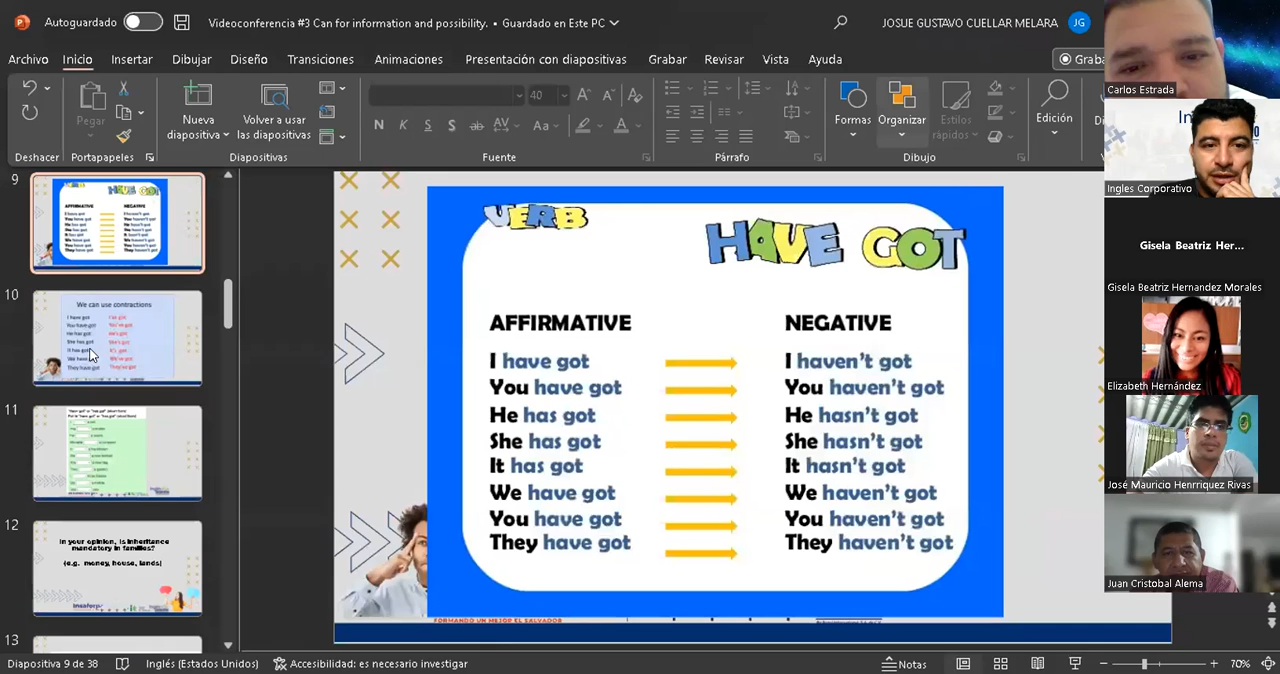 Autoguardado
Videoconferencia #3 Can for information and possibility. • Guardado en Este PC
JOSUE GUSTAVO CUELLAR MELARA
JG
Archivo Inicio Insertar Dibujar Diseño Transiciones Animaciones Presentación con diapositivas Grabar Revisar Vista Ayuda
Graba
Pegar
Nueva diapositiva
Volver a usar las diapositivas
40
N K S S ab AV Aa A
Formas
Organizar
Estilos rápidos
Edición
Deshacer
Portapapeles
Diapositivas
Fuente
Párrafo
Dibujo
9
10
We can use contractions
11
12
In your opinion, is inheritance
mandatory in families?
(e.g. money, house, lands)
13
VERB
HAVE GOT
AFFIRMATIVE NEGATIVE
I have got I haven't got
You have got You haven't got
He has got He hasn't got
She has got She hasn't got
It has got It hasn't got
We have got We haven't got
You have got You haven't got
They have got They haven't got
FORMANDO UN MEJOR EL SALVADOR
Carlos Estrada
Ingles Corporativo
Gisela Beatriz Her...
Gisela Beatriz Hernandez Morales
Elizabeth Hernández
José Mauricio Henrriquez Rivas
Juan Cristobal Alema
Diapositiva 9 de 38
Inglés (Estados Unidos)
Accesibilidad: es necesario investigar
Notas
70%